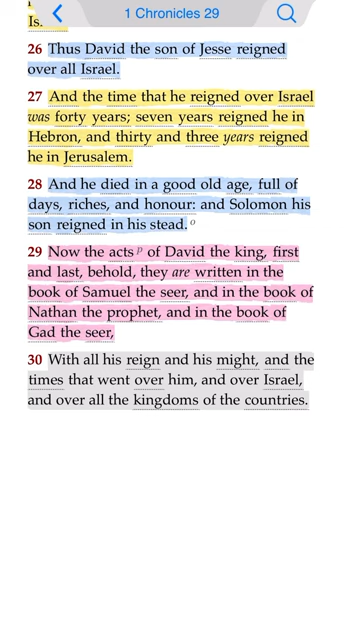 1 Chronicles 29
Is.
26 Thus David the son of Jesse reigned
over all Israel.
27 And the time that he reigned over Israel
was forty years; seven years reigned he in
Hebron, and thirty and three years reigned
he in Jerusalem.
28 And he died in a good old age, full of
days, riches, and honour: and Solomon his
son reigned in his stead. o
29 Now the acts p of David the king, first
and last, behold, they are written in the
book of Samuel the seer, and in the book of
Nathan the prophet, and in the book of
Gad the seer,
30 With all his reign and his might, and the
times that went over him, and over Israel,
and over all the kingdoms of the countries.